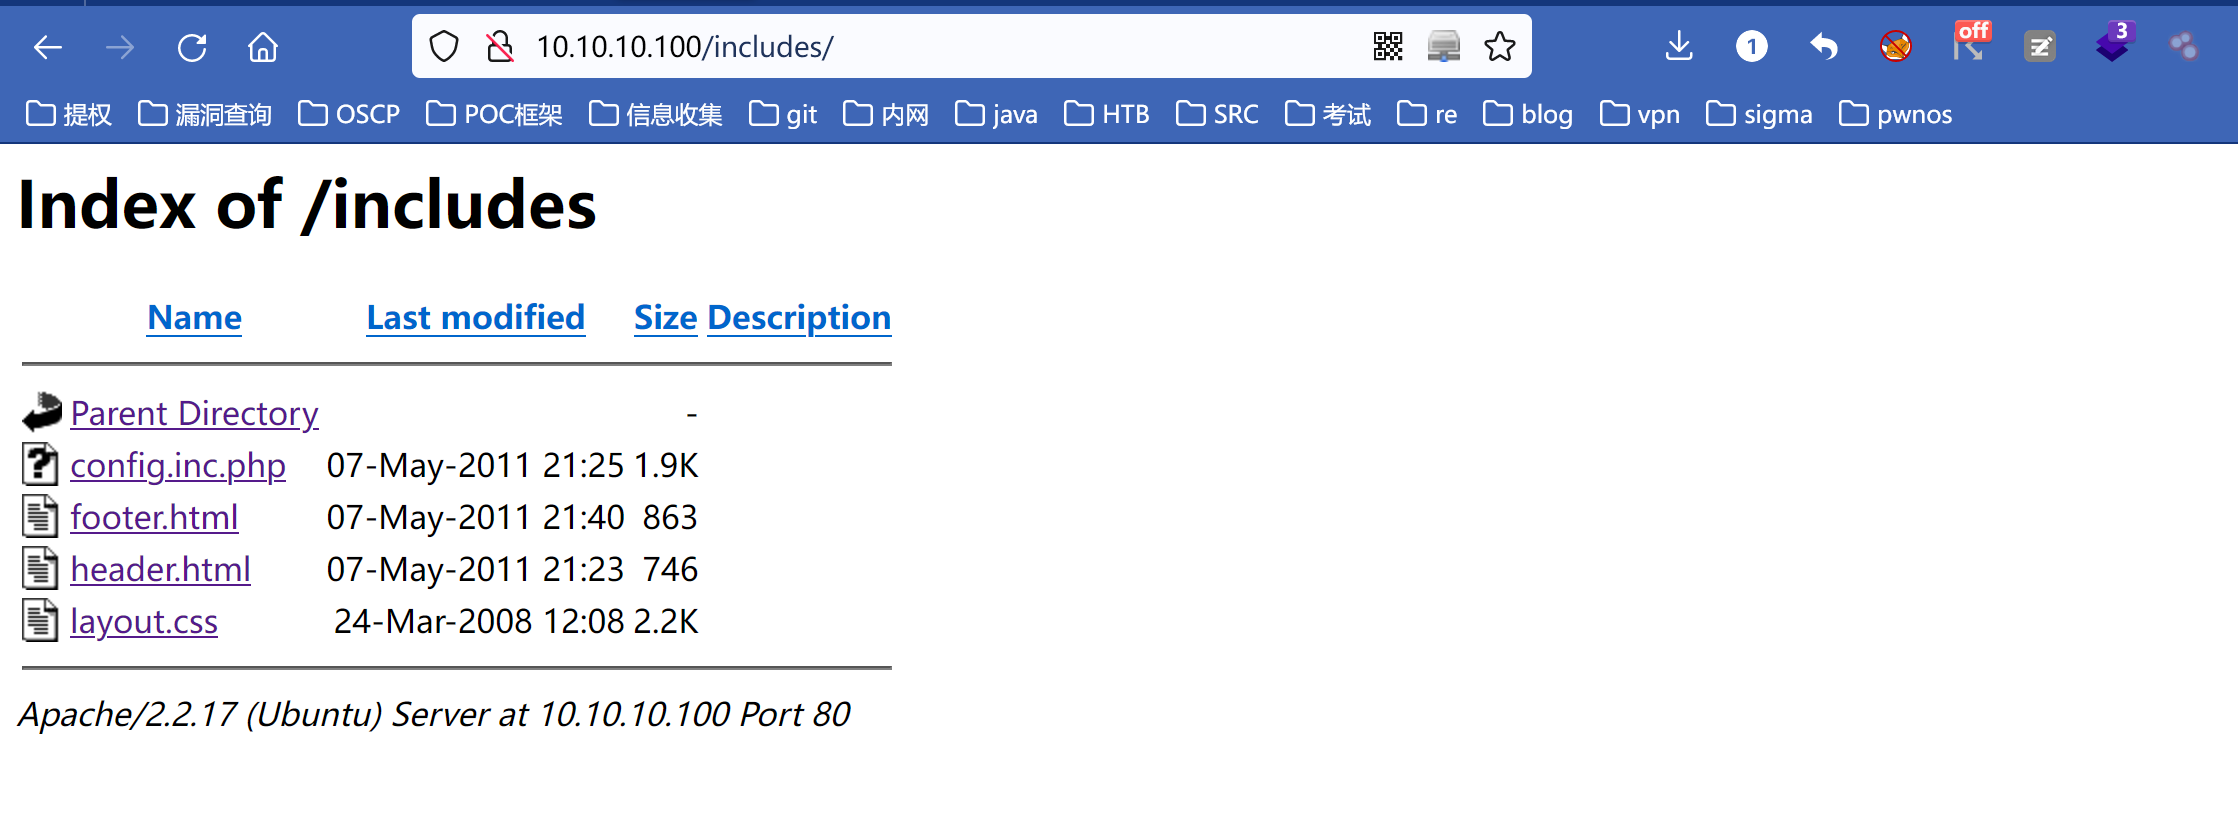 off
3
10.10.10.100/includes/
1
提权 漏洞查询 OSCP POC框架 信息收集 git 内网 java HTB SRC 考试 re blog vpn sigma pwnos
Index of /includes
Name Last modified Size Description
Parent Directory -
config.inc.php 07-May-2011 21:25 1.9K
footer.html 07-May-2011 21:40 863
header.html 07-May-2011 21:23 746
layout.css 24-Mar-2008 12:08 2.2K
Apache/2.2.17 (Ubuntu) Server at 10.10.10.100 Port 80